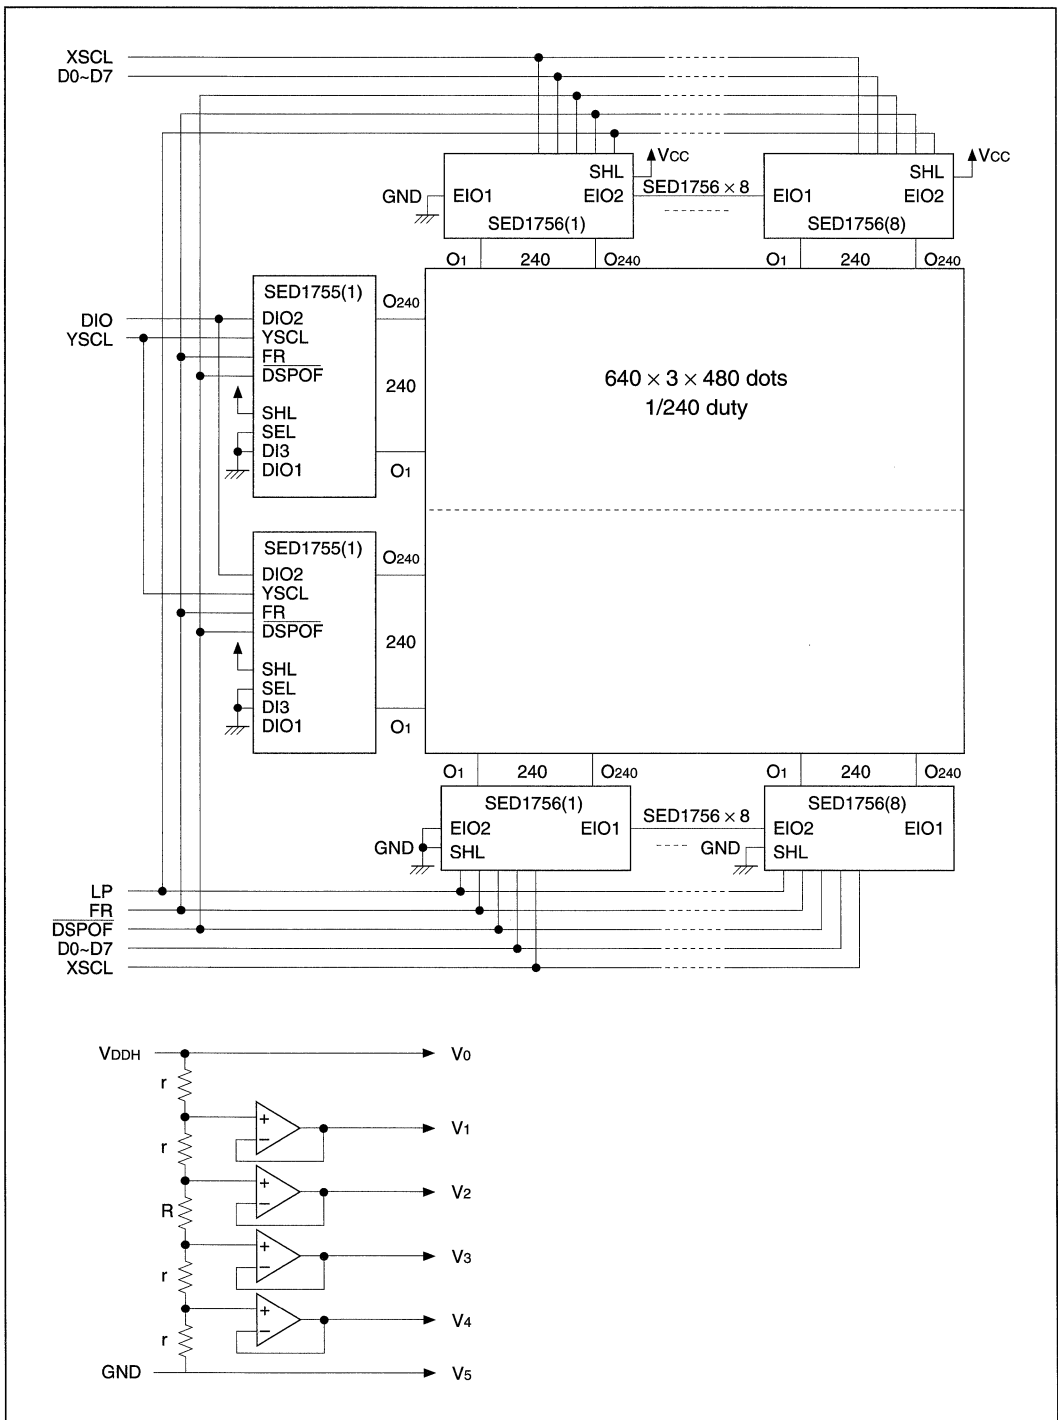 XSCL
D0~D7
SHL
VCC
SHL
VCC
GND
EIO1
EIO2
SED1756 × 8
EIO1
EIO2
SED1756(1)
SED1756(8)
O1
240
O240
O1
240
O240
SED1755(1)
O240
DIO
DIO2
YSCL
YSCL
FR
DSPOF
240
SHL
SEL
DI3
DIO1
O1
640 × 3 × 480 dots
1/240 duty
SED1755(1)
O240
DIO2
YSCL
FR
DSPOF
240
SHL
SEL
DI3
DIO1
O1
O1
240
O240
O1
240
O240
SED1756(1)
SED1756(8)
EIO2
EIO1
SED1756 × 8
EIO2
EIO1
GND
SHL
GND
SHL
LP
FR
DSPOF
D0~D7
XSCL
VDDH
V0
r
+
−
V1
r
+
−
V2
R
+
−
V3
r
+
−
V4
r
GND
V5